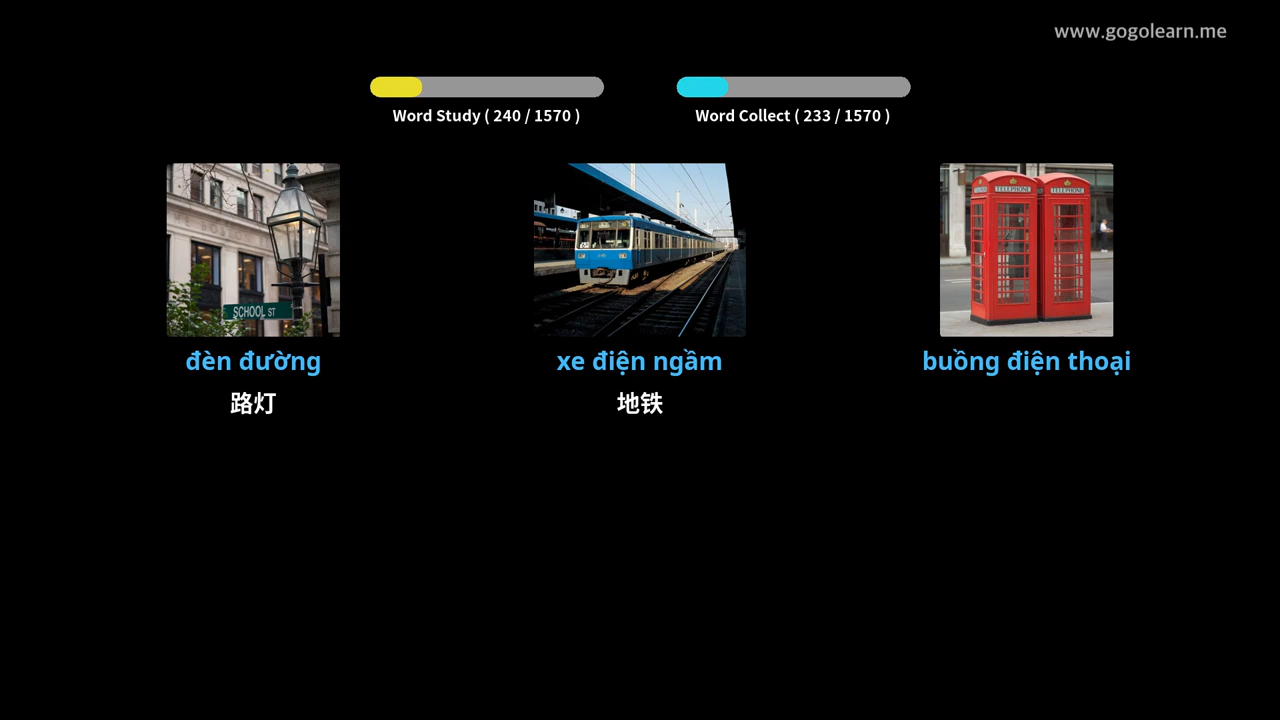 www.gogolearn.me
Word Study ( 240 / 1570 )
Word Collect ( 233 / 1570 )
SCHOOL ST
TELEPHONE
TELEPHONE
đèn đường
xe điện ngầm
buồng điện thoại
路灯
地铁